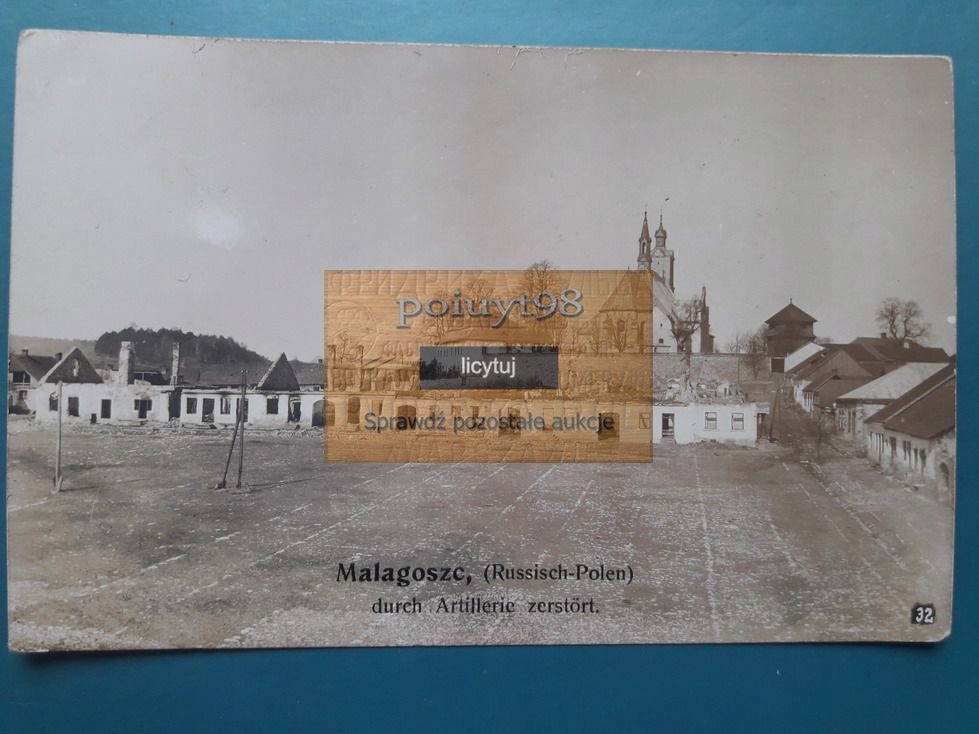 poiuyt98
licytuj
Sprawdź pozostałe aukcje
Malagoszc, (Russisch-Polen)
durch Artillerie zerstört.
32